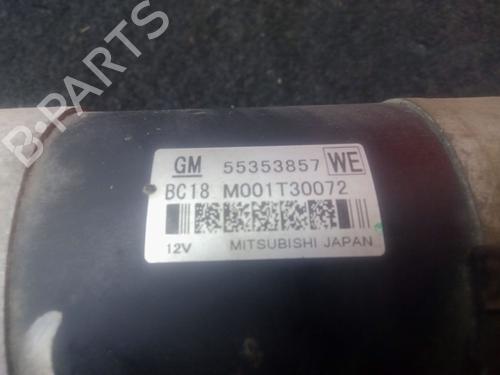 B-PARTS
GM 55353857 WE
BC18 M001T30072
12V MITSUBISHI JAPAN